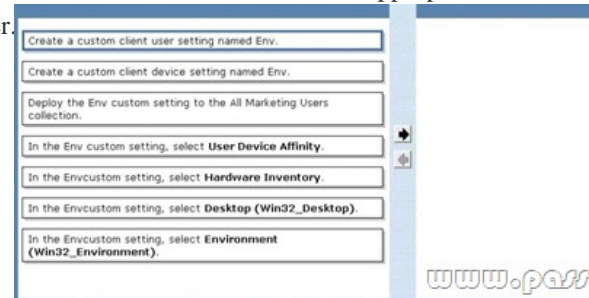 er.
Create a custom client user setting named Env.
Create a custom client device setting named Env.
Deploy the Env custom setting to the All Marketing Users
collection.
In the Env custom setting, select User Device Affinity.
In the Envcustom setting, select Hardware Inventory.
In the Envcustom setting, select Desktop (Win32_Desktop).
In the Envcustom setting, select Environment
(Win32_Environment).
www.pass